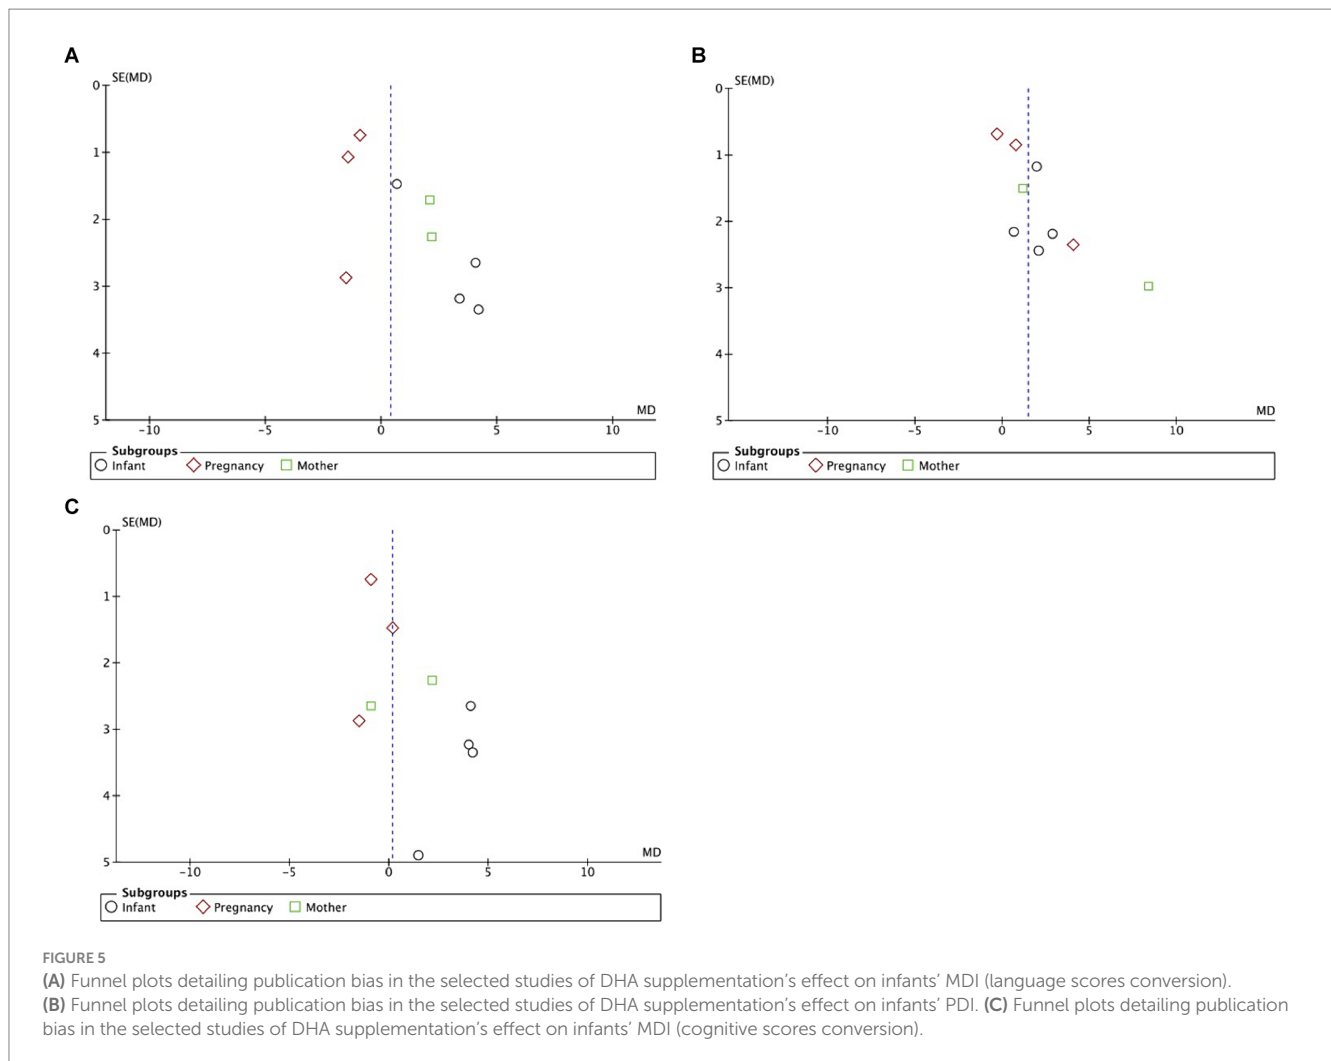 A
SE(MD)
0
1
2
3
4
5
-10
-5
0
5
10
MD
Subgroups
Infant Pregnancy Mother
B
SE(MD)
0
1
2
3
4
5
-10
-5
0
5
10
MD
Subgroups
Infant Pregnancy Mother
C
SE(MD)
0
1
2
3
4
5
-10
-5
0
5
10
MD
Subgroups
Infant Pregnancy Mother
FIGURE 5
(A) Funnel plots detailing publication bias in the selected studies of DHA supplementation’s effect on infants’ MDI (language scores conversion).
(B) Funnel plots detailing publication bias in the selected studies of DHA supplementation’s effect on infants’ PDI. (C) Funnel plots detailing publication
bias in the selected studies of DHA supplementation’s effect on infants’ MDI (cognitive scores conversion).